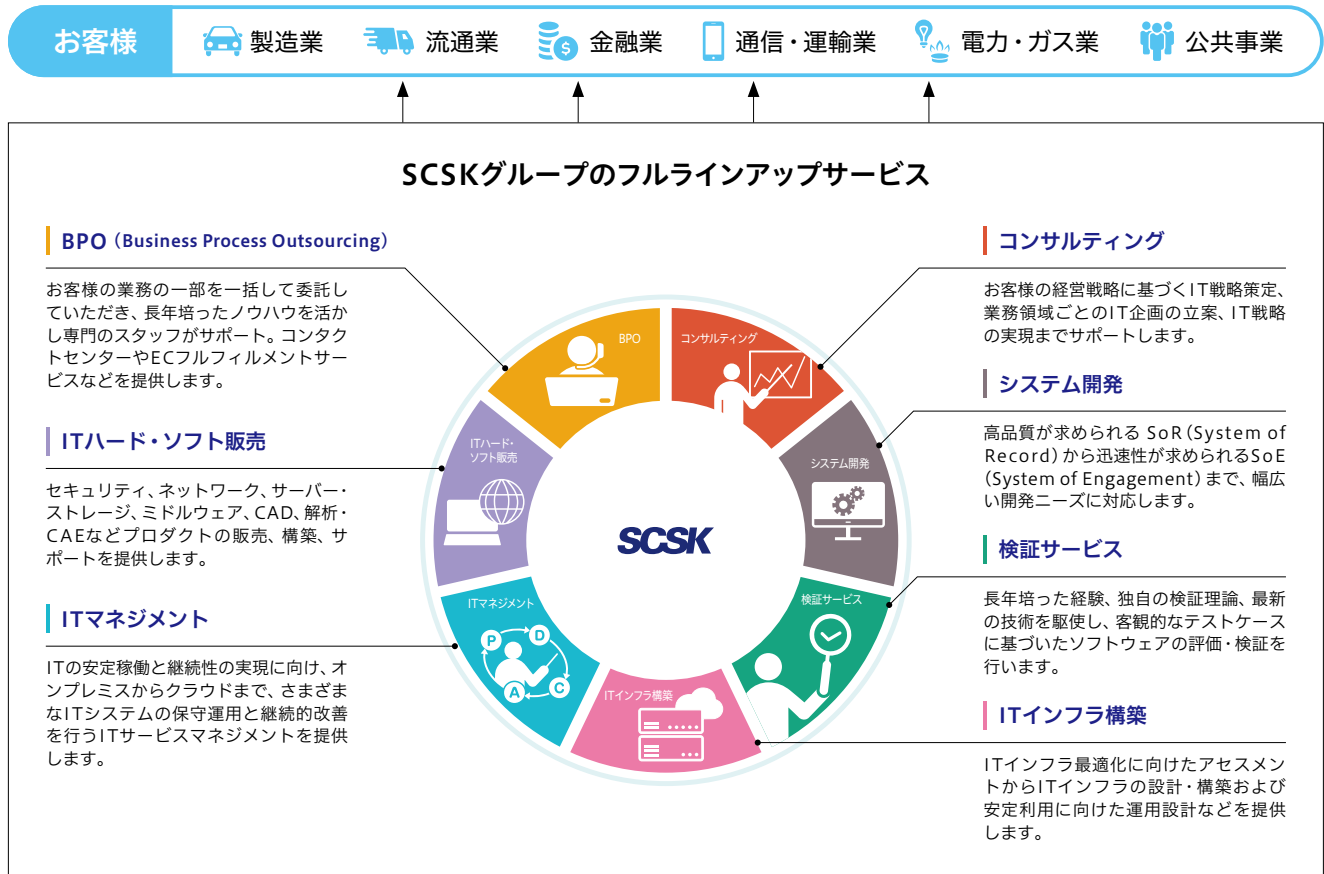 お客様
製造業
流通業
金融業
通信・運輸業
電力・ガス業
公共事業
SCSKグループのフルラインアップサービス
BPO（Business Process Outsourcing）
お客様の業務の一部を一括して委託し
ていただき、長年培ったノウハウを活か
し専門のスタッフがサポート。コンタク
トセンターやECフルフィルメントサー
ビスなどを提供します。
ITハード・ソフト販売
セキュリティ、ネットワーク、サーバー・
ストレージ、ミドルウェア、CAD、解析・
CAEなどプロダクトの販売、構築、サ
ポートを提供します。
ITマネジメント
ITの安定稼働と継続性の実現に向け、オ
ンプレミスからクラウドまで、さまざま
なITシステムの保守運用と継続的改善
を行うITサービスマネジメントを提供
します。
BPO
コンサルティング
ITハード・
ソフト販売
システム開発
SCSK
ITマネジメント
P
D
A
C
検証サービス
ITインフラ構築
コンサルティング
お客様の経営戦略に基づくIT戦略策定、
業務領域ごとのIT企画の立案、IT戦略
の実現までサポートします。
システム開発
高品質が求められる SoR（System of
Record）から迅速性が求められるSoE
（System of Engagement）まで、幅広
い開発ニーズに対応します。
検証サービス
長年培った経験、独自の検証理論、最新
の技術を駆使し、客観的なテストケース
に基づいたソフトウェアの評価・検証を
行います。
ITインフラ構築
ITインフラ最適化に向けたアセスメン
トからITインフラの設計・構築および
安定利用に向けた運用設計などを提供
します。